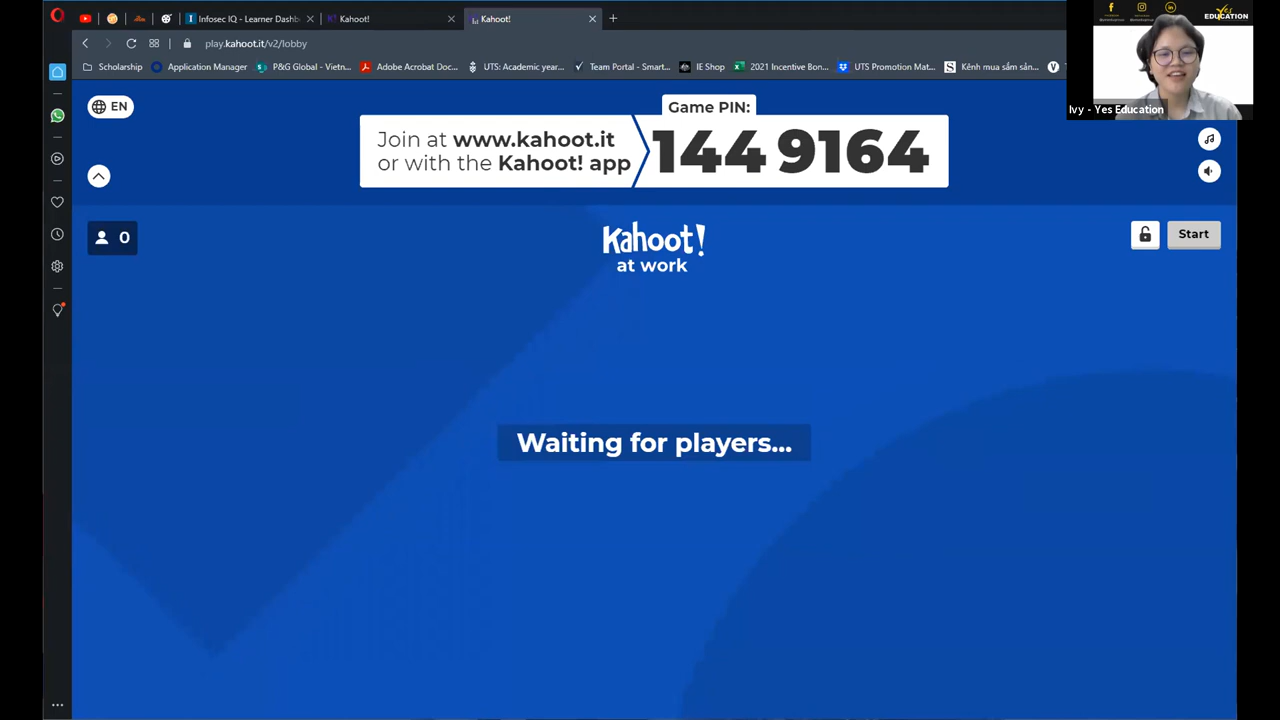 Infosec IQ - Learner Dashb
Kahoot!
Kahoot!
play.kahoot.it/v2/lobby
Scholarship
Application Manager
P&G Global - Vietn...
Adobe Acrobat Doc...
UTS: Academic year...
Team Portal - Smart...
IE Shop
2021 Incentive Bon...
UTS Promotion Mat...
Kênh mua sắm sản...
Yes
EDUCATION
Ivy - Yes Education
EN
Game PIN:
Join at www.kahoot.it
or with the Kahoot! app
144 9164
0
Kahoot!
at work
Start
Waiting for players...